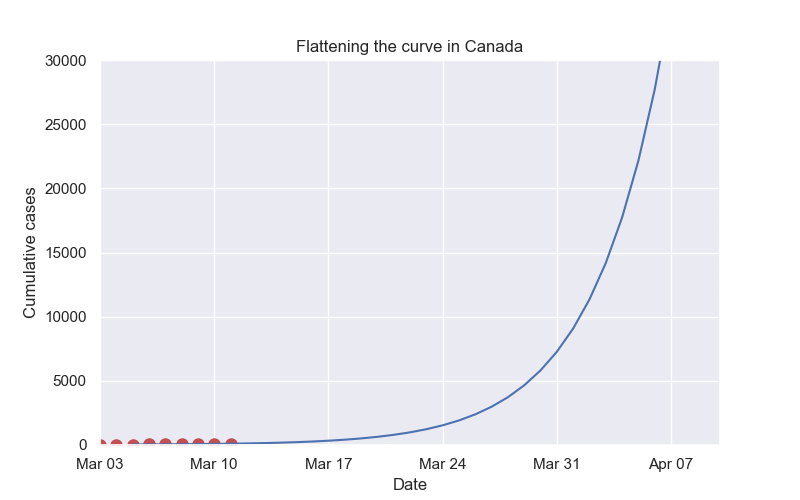 Flattening the curve in Canada
30000
25000
20000
15000
10000
5000
0
Cumulative cases
Mar 03 Mar 10 Mar 17 Mar 24 Mar 31 Apr 07
Date